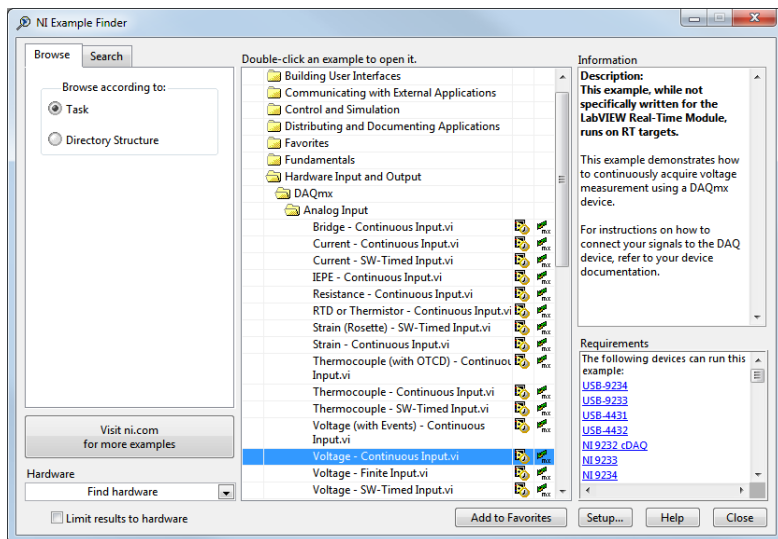 NI Example Finder
Browse
Search
Browse according to:
Task
Directory Structure
Visit ni.com
for more examples
Hardware
Find hardware
Limit results to hardware
Double-click an example to open it.
Building User Interfaces
Communicating with External Applications
Control and Simulation
Distributing and Documenting Applications
Favorites
Fundamentals
Hardware Input and Output
DAQmx
Analog Input
Bridge - Continuous Input.vi
Current - Continuous Input.vi
Current - SW-Timed Input.vi
IEPE - Continuous Input.vi
Resistance - Continuous Input.vi
RTD or Thermistor - Continuous Input.vi
Strain (Rosette) - SW-Timed Input.vi
Strain - Continuous Input.vi
Thermocouple (with OTCD) - Continuou
Input.vi
Thermocouple - Continuous Input.vi
Thermocouple - SW-Timed Input.vi
Voltage (with Events) - Continuous
Input.vi
Voltage - Continuous Input.vi
Voltage - Finite Input.vi
Voltage - SW-Timed Input.vi
Information
Description:
This example, while not
specifically written for the
LabVIEW Real-Time Module,
runs on RT targets.
This example demonstrates how
to continuously acquire voltage
measurement using a DAQmx
device.
For instructions on how to
connect your signals to the DAQ
device, refer to your device
documentation.
Requirements
The following devices can run this
example:
USB-9234
USB-9233
USB-4431
USB-4432
NI 9232 cDAQ
NI 9233
NI 9234
Add to Favorites
Setup...
Help
Close